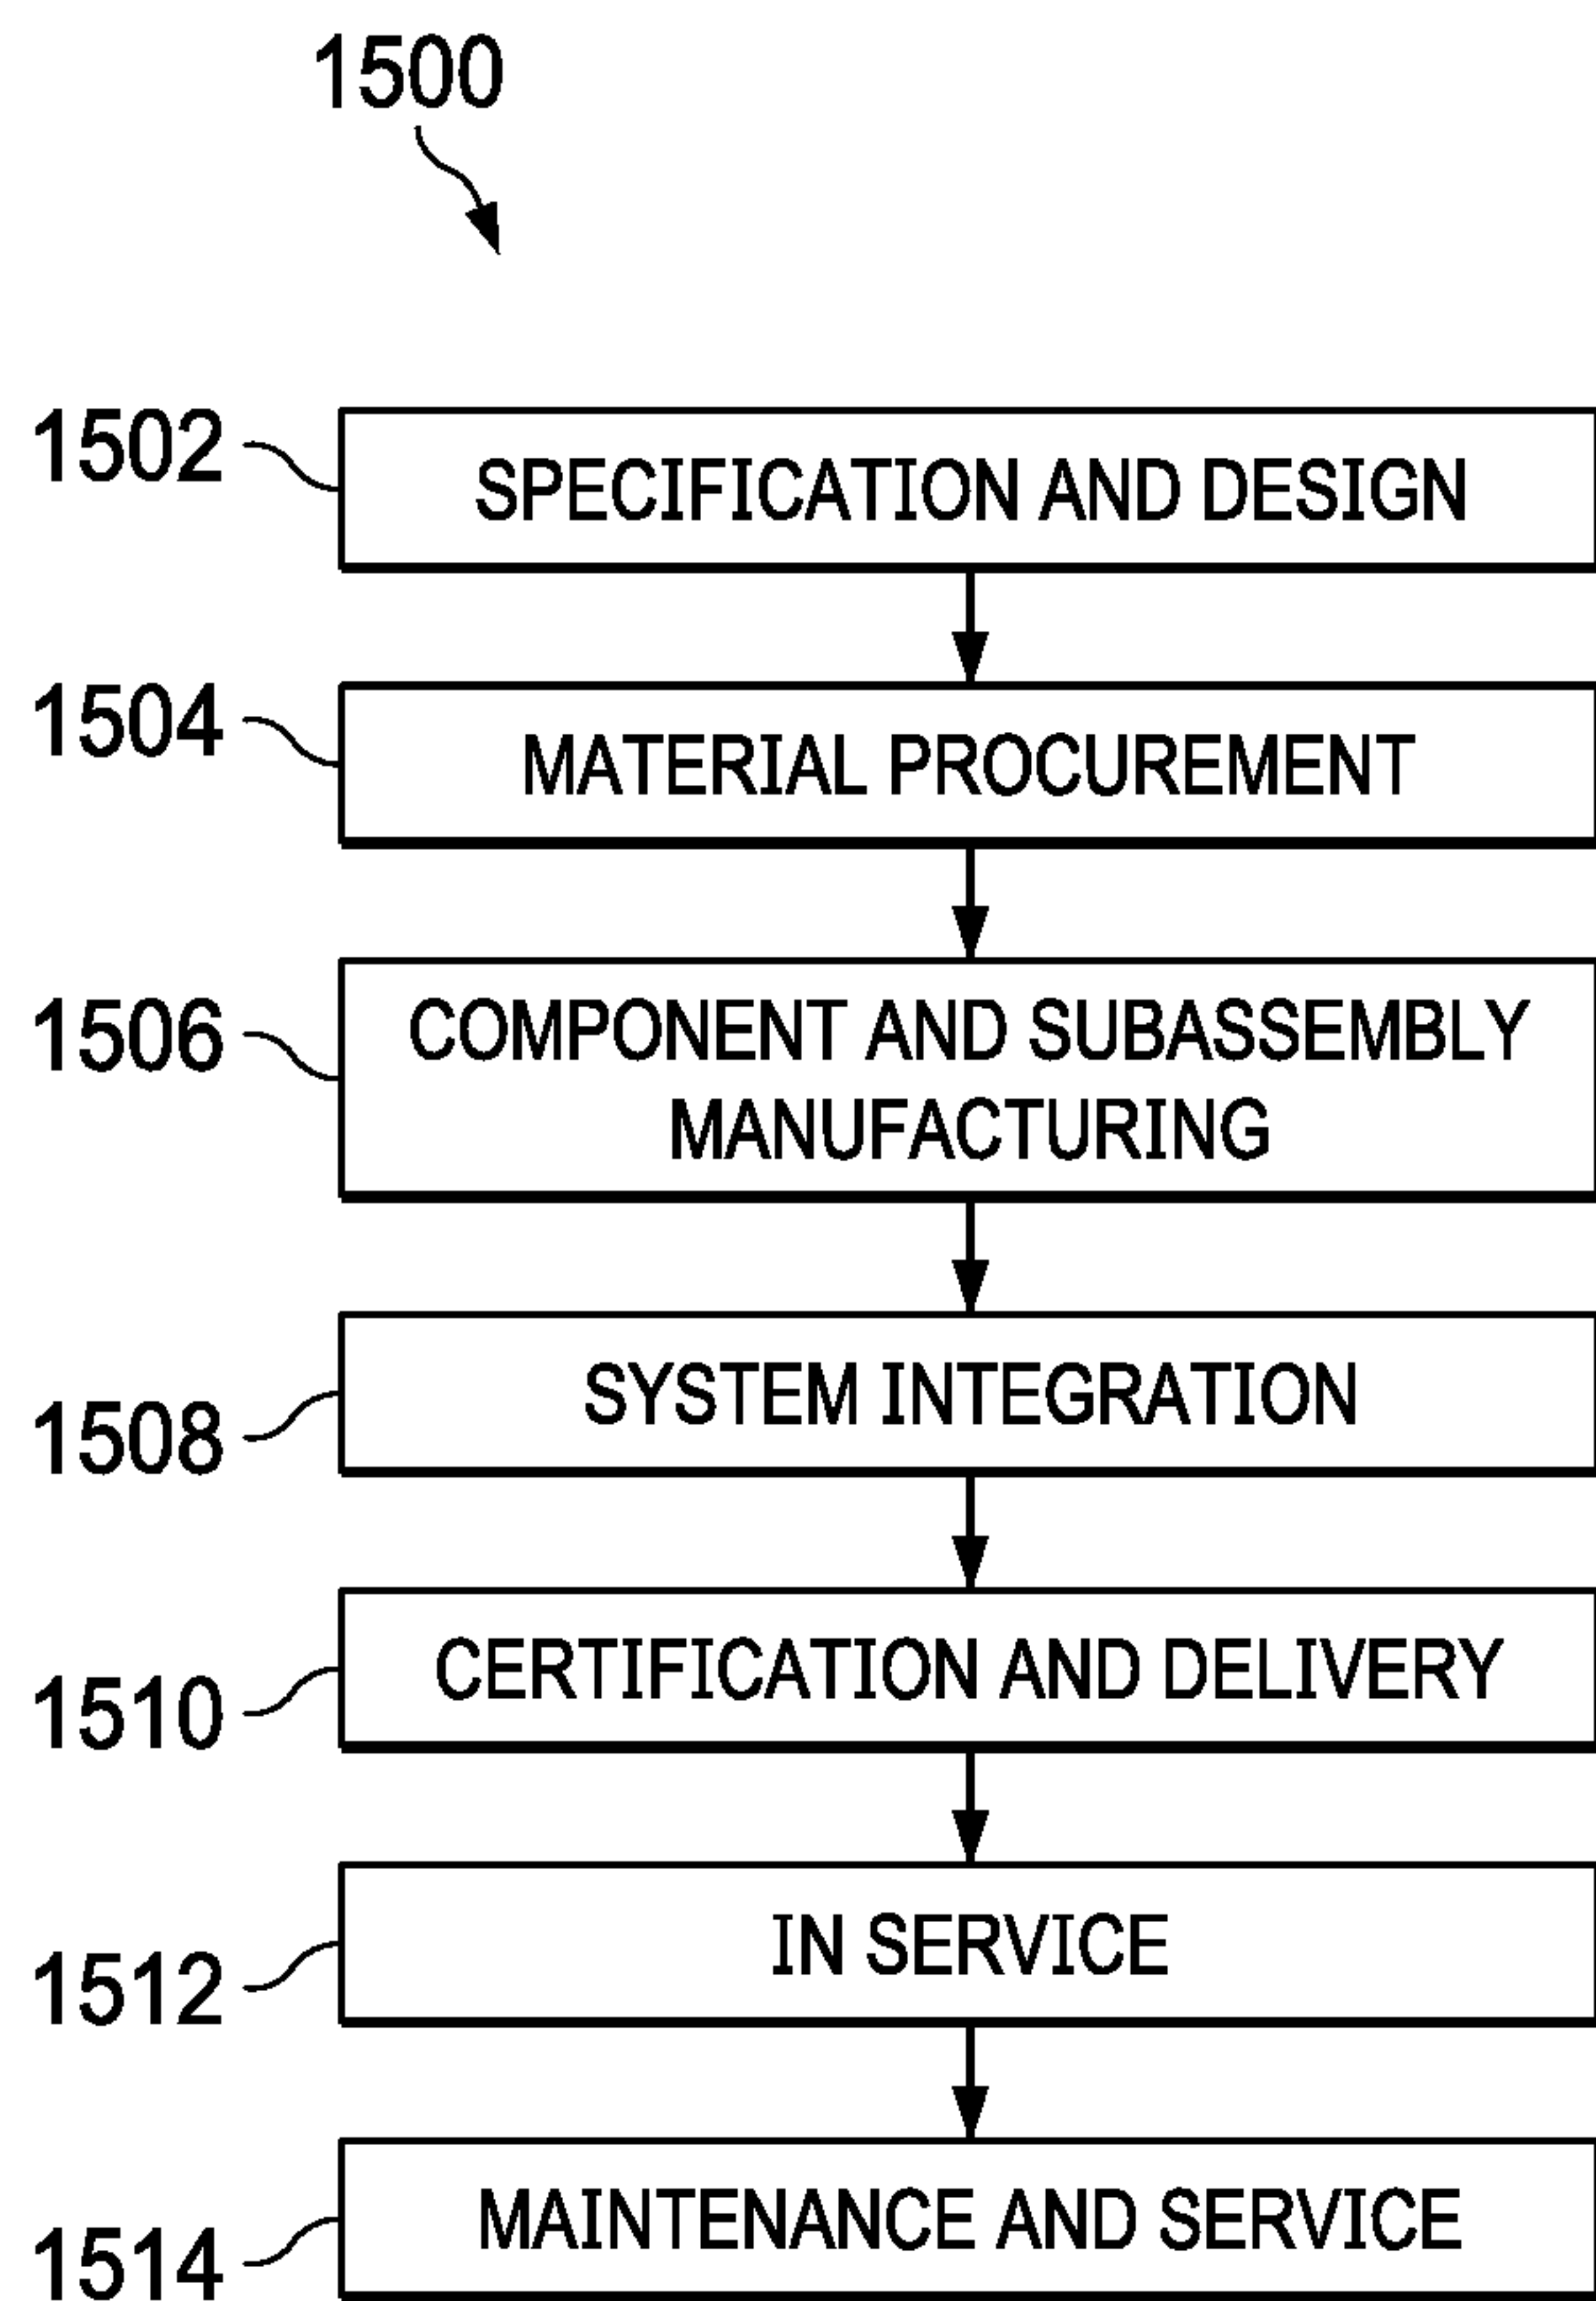 1500
1502
SPECIFICATION AND DESIGN
1504
MATERIAL PROCUREMENT
1506
COMPONENT AND SUBASSEMBLY
MANUFACTURING
1508
SYSTEM INTEGRATION
1510
CERTIFICATION AND DELIVERY
1512
IN SERVICE
1514
MAINTENANCE AND SERVICE